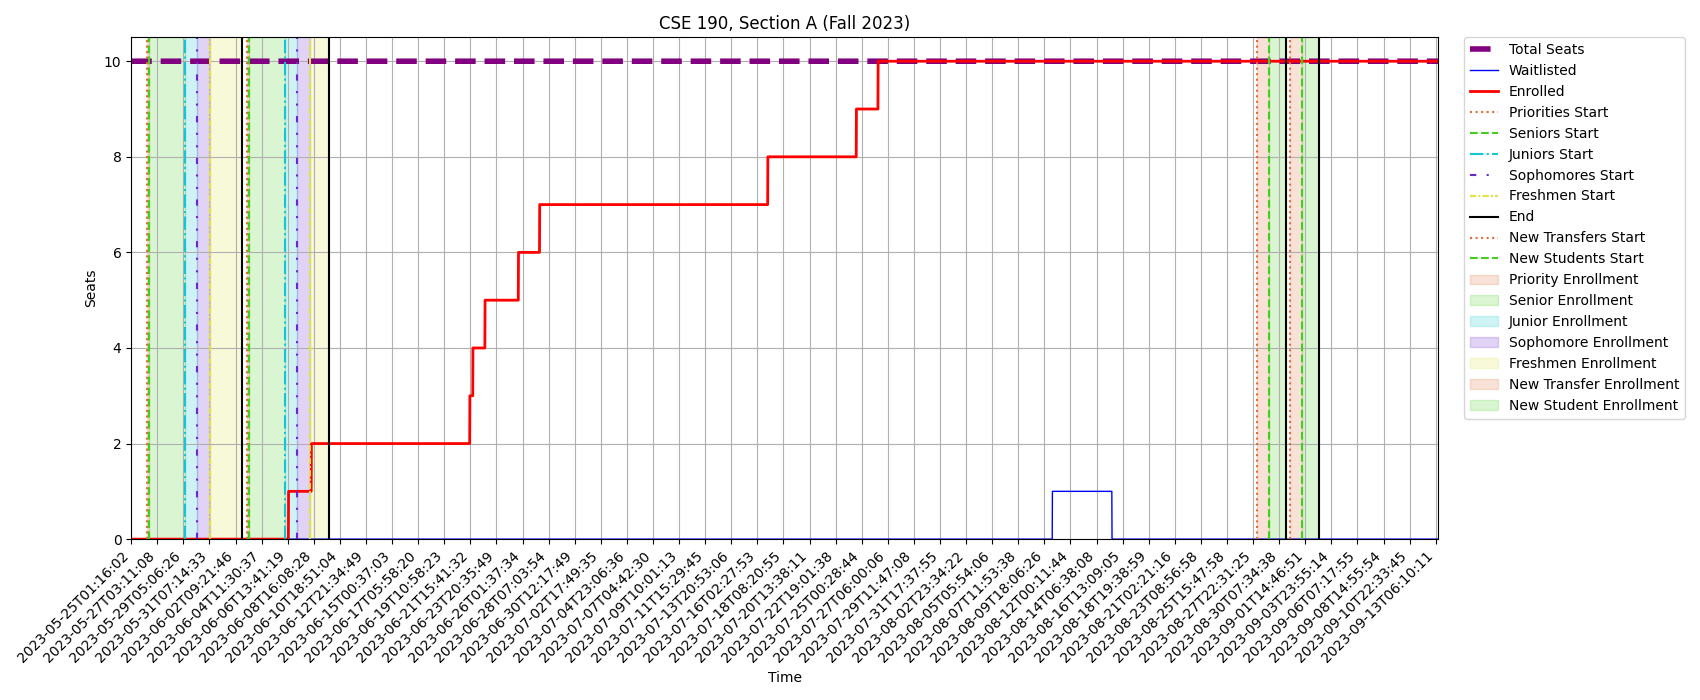 CSE 190, Section A (Fall 2023)
Seats
10
8
6
4
2
0
2023-05-25T01:16:02
2023-05-27T03:11:08
2023-05-29T05:06:26
2023-05-31T07:14:33
2023-06-02T09:21:46
2023-06-04T11:30:37
2023-06-06T13:41:19
2023-06-08T16:08:28
2023-06-10T18:51:04
2023-06-12T21:34:49
2023-06-15T00:37:03
2023-06-17T05:58:20
2023-06-19T10:58:23
2023-06-21T15:41:32
2023-06-23T20:35:49
2023-06-26T01:37:34
2023-06-28T07:03:54
2023-06-30T12:17:49
2023-07-02T17:49:35
2023-07-04T23:06:36
2023-07-07T04:42:30
2023-07-09T10:01:13
2023-07-11T15:29:45
2023-07-13T20:53:06
2023-07-16T02:27:53
2023-07-18T08:20:55
2023-07-20T13:38:11
2023-07-22T19:01:38
2023-07-25T00:28:44
2023-07-27T06:00:06
2023-07-29T11:47:08
2023-07-31T17:37:55
2023-08-02T23:34:22
2023-08-05T05:54:06
2023-08-07T11:53:38
2023-08-09T18:06:26
2023-08-12T00:11:44
2023-08-14T06:38:08
2023-08-16T13:09:05
2023-08-18T19:38:59
2023-08-21T02:21:16
2023-08-23T08:56:58
2023-08-25T15:47:58
2023-08-27T22:31:25
2023-08-30T07:34:38
2023-09-01T14:46:51
2023-09-03T23:55:14
2023-09-06T07:17:55
2023-09-08T14:55:54
2023-09-10T22:33:45
2023-09-13T06:10:11
Time
Total Seats
Waitlisted
Enrolled
Priorities Start
Seniors Start
Juniors Start
Sophomores Start
Freshmen Start
End
New Transfers Start
New Students Start
Priority Enrollment
Senior Enrollment
Junior Enrollment
Sophomore Enrollment
Freshmen Enrollment
New Transfer Enrollment
New Student Enrollment